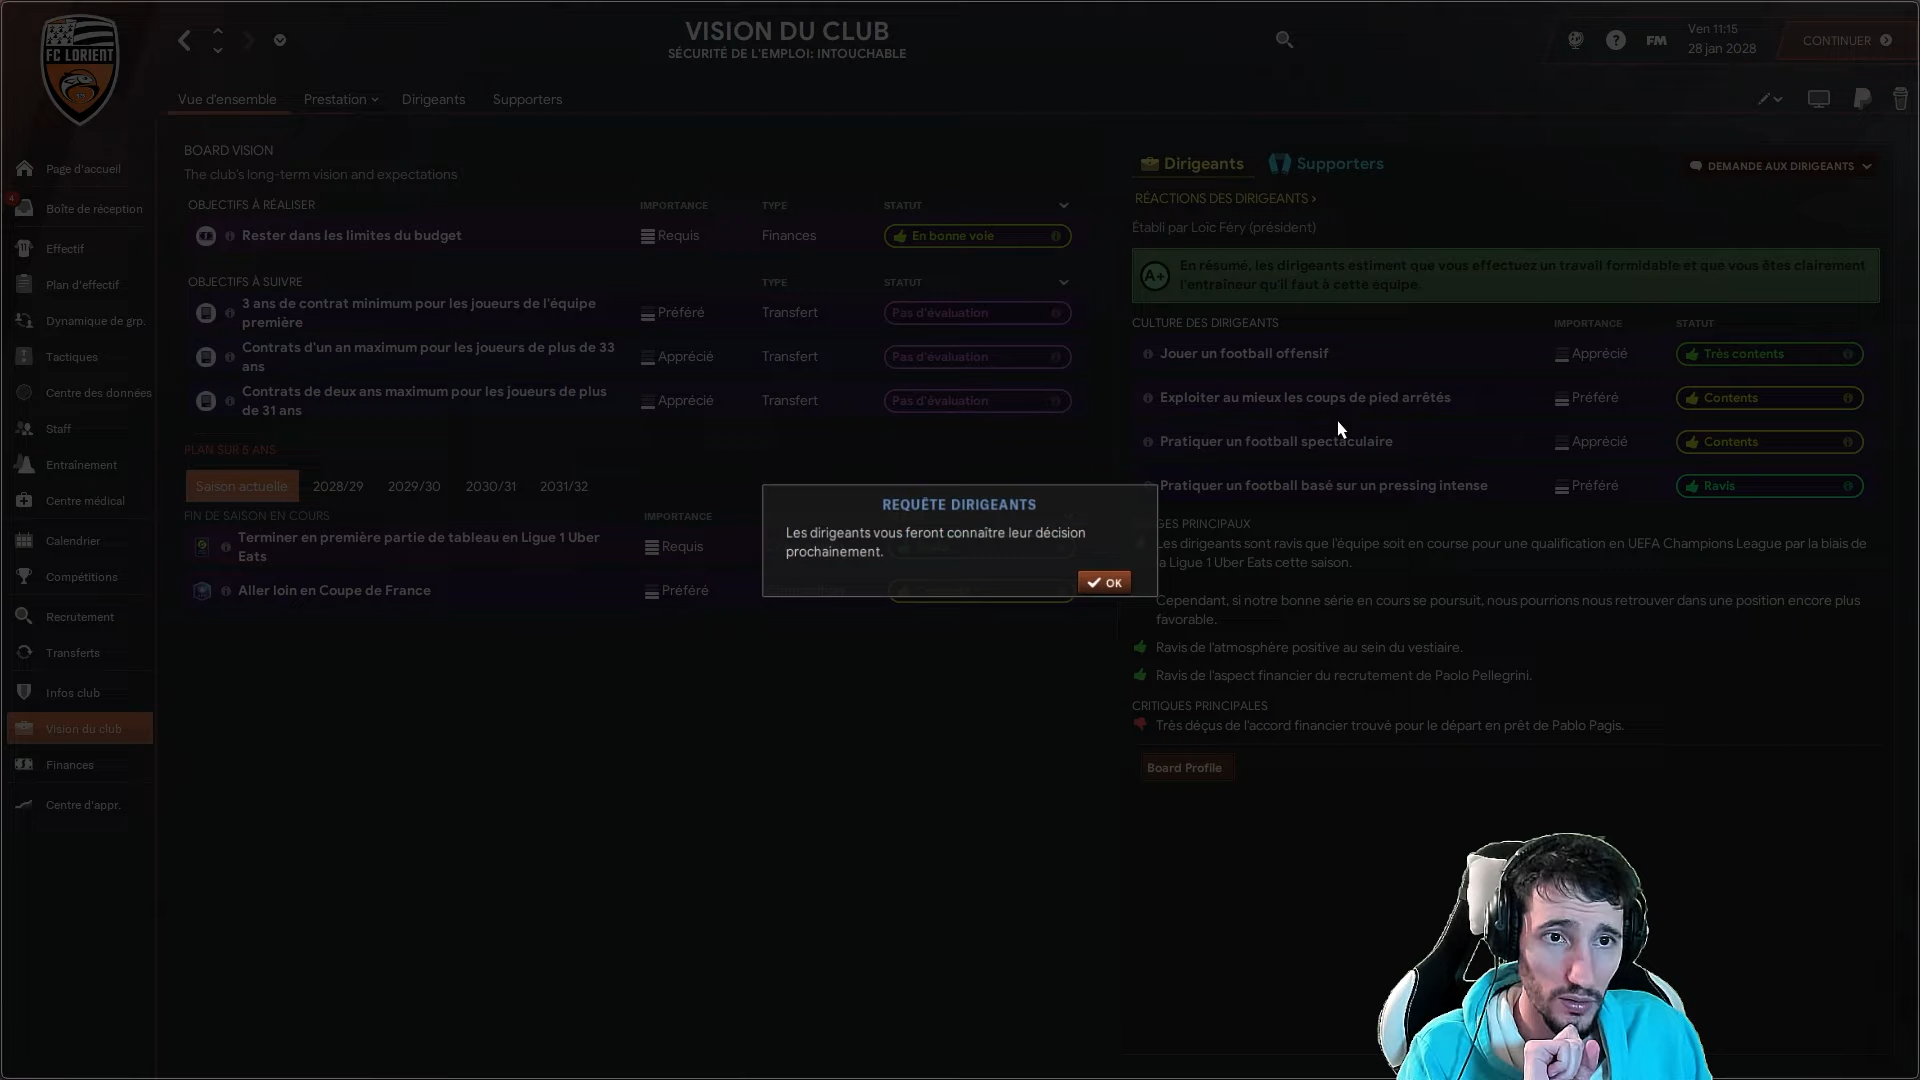 FC LORIENT
VISION DU CLUB
SÉCURITÉ DE L'EMPLOI: INTOUCHABLE
FM
Ven 11:15
28 jan 2028
CONTINUER
Vue d'ensemble
Prestation
Dirigeants
Supporters
4
Page d'accueil
Boîte de réception
Effectif
Plan d'effectif
Dynamique de grp.
Tactiques
Centre des données
Staff
Entraînement
Centre médical
Calendrier
Compétitions
Recrutement
Transferts
Infos club
Vision du club
Finances
Centre d'appr.
BOARD VISION
The club's long-term vision and expectations
OBJECTIFS À RÉALISER IMPORTANCE TYPE STATUT
Rester dans les limites du budget Requis Finances En bonne voie
OBJECTIFS À SUIVRE TYPE STATUT
3 ans de contrat minimum pour les joueurs de l'équipe
première
Préféré Transfert Pas d'évaluation
Contrats d'un an maximum pour les joueurs de plus de 33
ans
Apprécié Transfert Pas d'évaluation
Contrats de deux ans maximum pour les joueurs de plus
de 31 ans
Apprécié Transfert Pas d'évaluation
PLAN SUR 5 ANS
Saison actuelle 2028/29 2029/30 2030/31 2031/32
FIN DE SAISON EN COURS IMPORTANCE
Terminer en première partie de tableau en Ligue 1 Uber
Eats
Requis
Aller loin en Coupe de France Préféré
REQUÊTE DIRIGEANTS
Les dirigeants vous feront connaître leur décision
prochainement.
OK
Dirigeants Supporters
DEMANDE AUX DIRIGEANTS
RÉACTIONS DES DIRIGEANTS
Établi par Loïc Féry (président)
A+
En résumé, les dirigeants estiment que vous effectuez un travail formidable et que vous êtes clairement
l'entraîneur qu'il faut à cette équipe.
CULTURE DES DIRIGEANTS IMPORTANCE STATUT
Jouer un football offensif Apprécié Très contents
Exploiter au mieux les coups de pied arrêtés Préféré Contents
Pratiquer un football spectaculaire Apprécié Contents
Pratiquer un football basé sur un pressing intense Préféré Ravis
GES PRINCIPAUX
Les dirigeants sont ravis que l'équipe soit en course pour une qualification en UEFA Champions League par la biais de
a Ligue 1 Uber Eats cette saison.
Cependant, si notre bonne série en cours se poursuit, nous pourrions nous retrouver dans une position encore plus
favorable.
Ravis de l'atmosphère positive au sein du vestiaire.
Ravis de l'aspect financier du recrutement de Paolo Pellegrini.
CRITIQUES PRINCIPALES
Très déçus de l'accord financier trouvé pour le départ en prêt de Pablo Pagis.
Board Profile